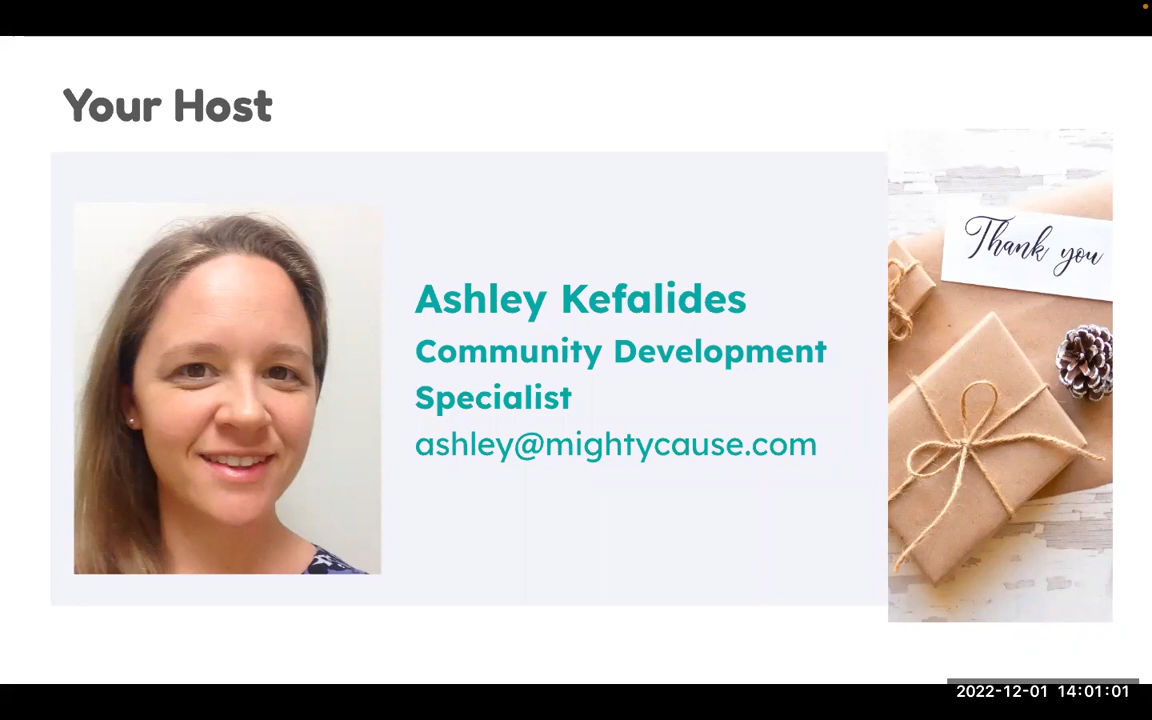 Your Host
Thank you
Ashley Kefalides
Community Development
Specialist
ashley@mightycause.com
2022-12-01 14:01:01